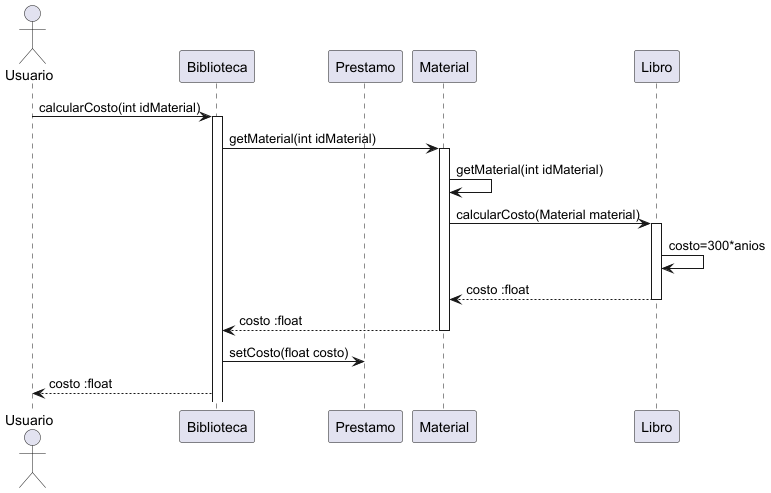 Usuario
Biblioteca
Prestamo
Material
Libro
calcularCosto(int idMaterial)
getMaterial(int idMaterial)
getMaterial(int idMaterial)
calcularCosto(Material material)
costo=300*anios
costo :float
costo :float
setCosto(float costo)
costo :float
Usuario
Biblioteca
Prestamo
Material
Libro